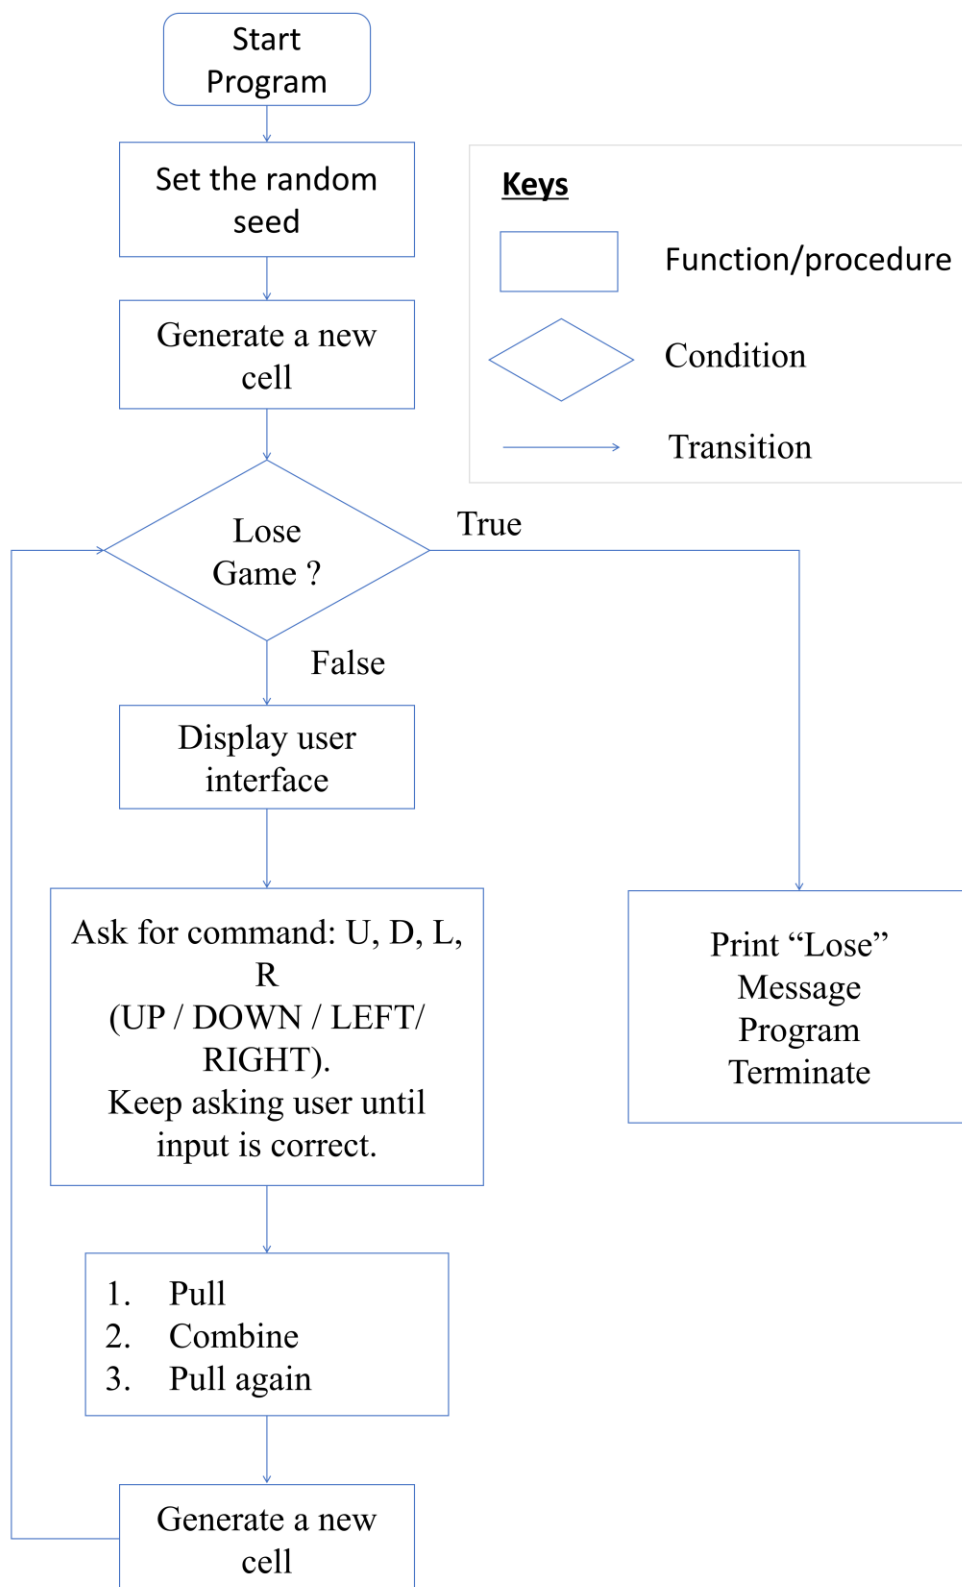 Start
Program
Set the random
seed
Keys
Function/procedure
Generate a new
cell
Condition
Transition
Lose
Game ?
True
False
Display user
interface
Ask for command: U, D, L,
R
(UP / DOWN / LEFT/
RIGHT).
Keep asking user until
input is correct.
Print “Lose”
Message
Program
Terminate
1. Pull
2. Combine
3. Pull again
Generate a new
cell